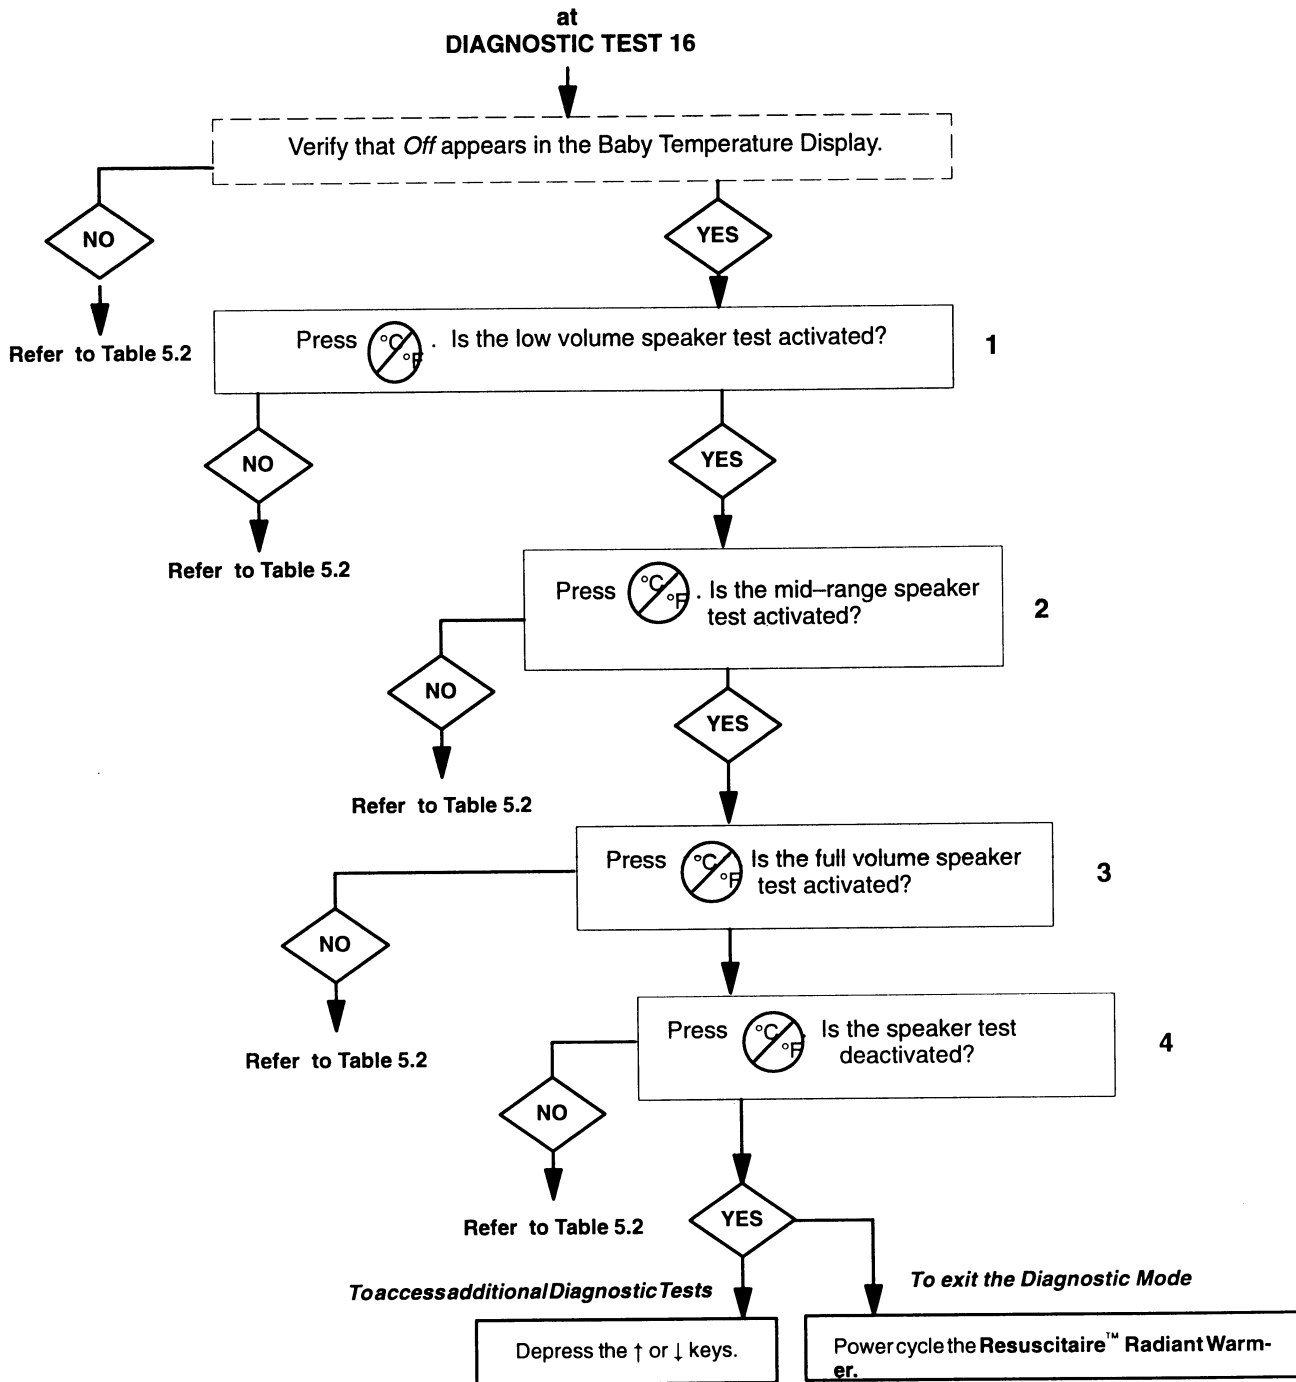 at
DIAGNOSTIC TEST 16
Verify that Off appears in the Baby Temperature Display.
NO
YES
Refer to Table 5.2
Press °C/°F . Is the low volume speaker test activated?
1
NO
YES
Refer to Table 5.2
Press °C/°F . Is the mid–range speaker
test activated?
2
NO
YES
Refer to Table 5.2
Press °C/°F Is the full volume speaker
test activated?
3
NO
Refer to Table 5.2
Press °C/°F . Is the speaker test
deactivated?
4
NO
Refer to Table 5.2
YES
To access additional Diagnostic Tests
To exit the Diagnostic Mode
Depress the ↑ or ↓ keys.
Power cycle the Resuscitaire™ Radiant Warm-
er.